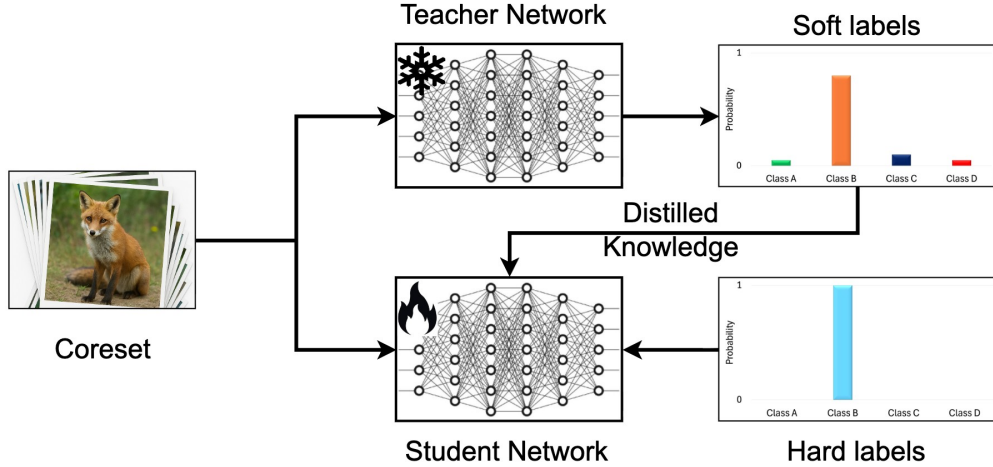 Teacher Network
Soft labels
1
Probability
0
Class A Class B Class C Class D
Distilled
Knowledge
Coreset
1
Probability
0
Class A Class B Class C Class D
Student Network
Hard labels